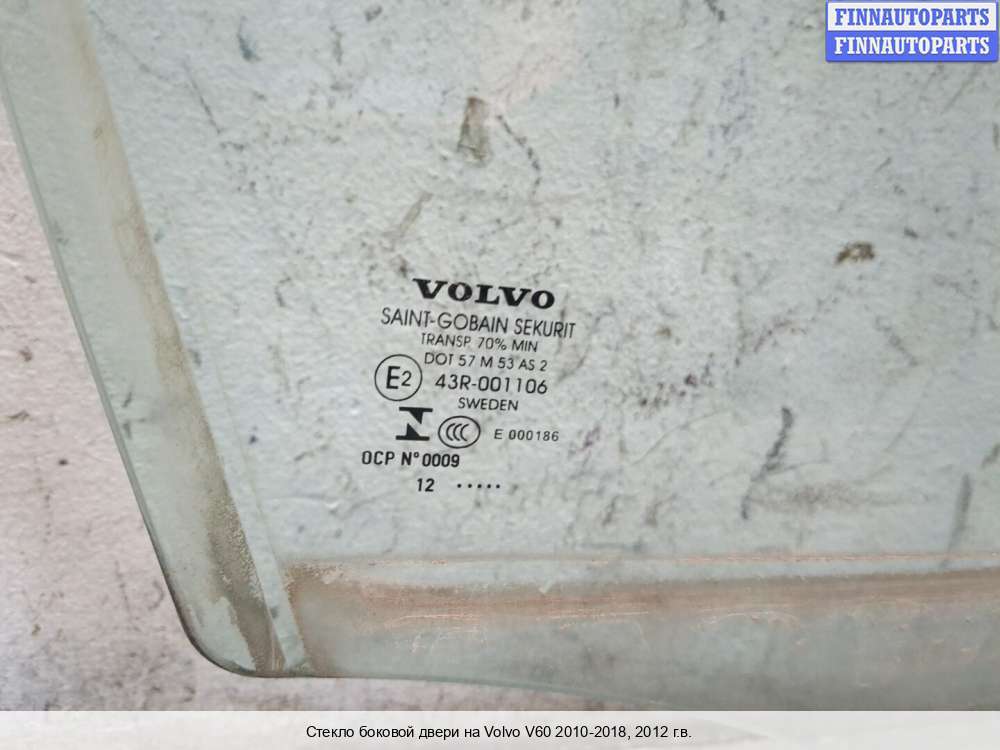 FINNAUTOPARTS
FINNAUTOPARTS
VOLVO
SAINT-GOBAIN SEKURIT
TRANSP. 70% MIN
DOT 57 M 53 AS 2
E2 43R-001106
SWEDEN
CCC E 000186
OCP N°0009
12 .....
Стекло боковой двери на Volvo V60 2010-2018, 2012 г.в.